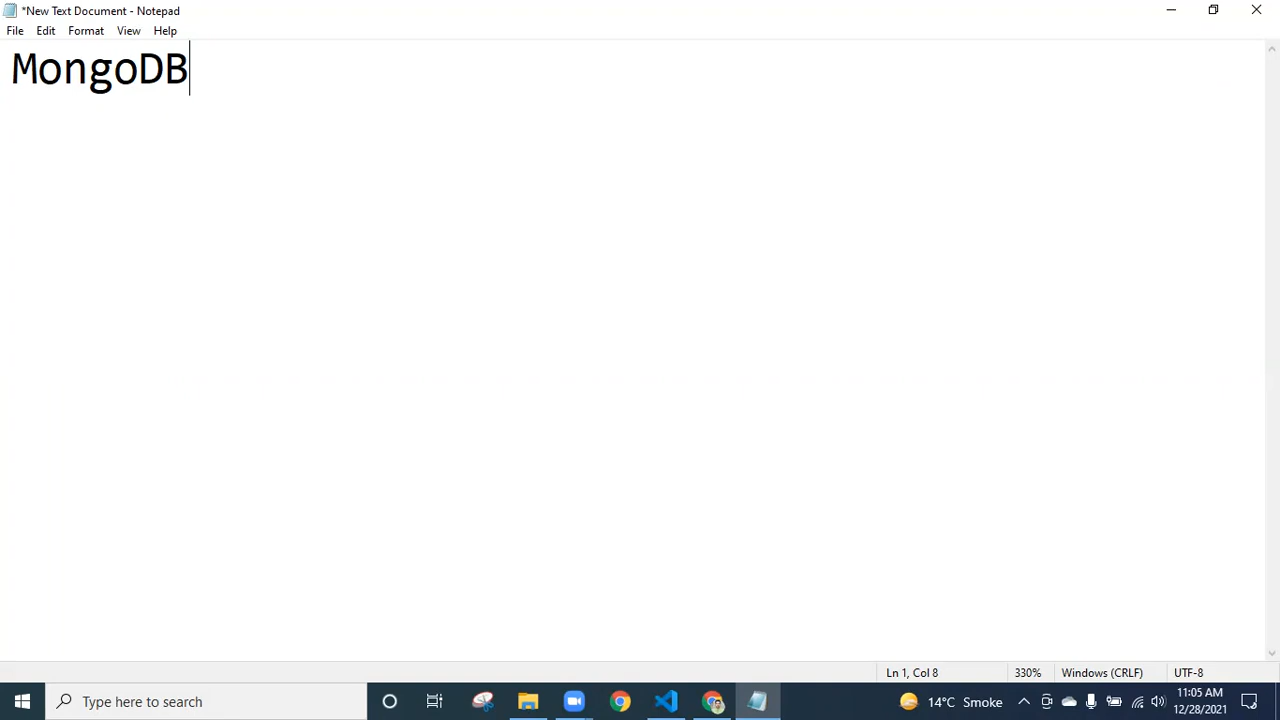 *New Text Document - Notepad
File Edit Format View Help
MongoDB
Ln 1, Col 8 330% Windows (CRLF) UTF-8
Type here to search 14°C Smoke 11:05 AM
12/28/2021